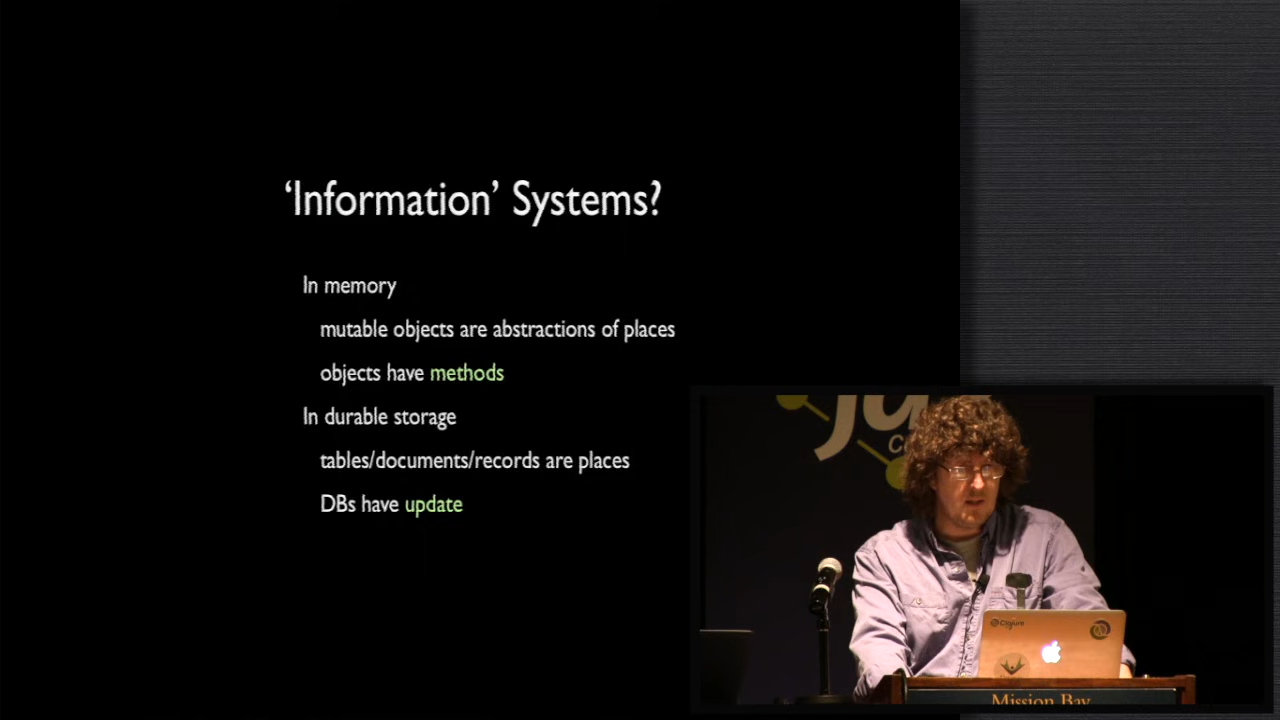 ‘Information’ Systems?
In memory
mutable objects are abstractions of places
objects have methods
In durable storage
tables/documents/records are places
DBs have update
Clojure
Mission Bay